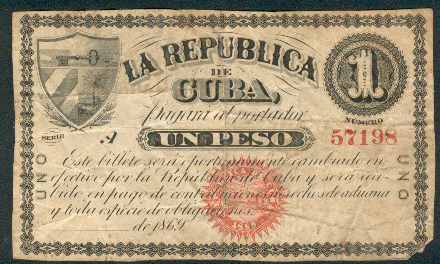 LA REPUBLICA
DE
CUBA,
1
pagará al portador
NUMERO
SERIE A
UN PESO
57198
UNO
UNO
Este billete será oportunamente cambiado en
efectivo por la República de Cuba y será reci-
bido en pago de contribuciones, derechos de aduana
y toda especie de obligaciones.
de 1869